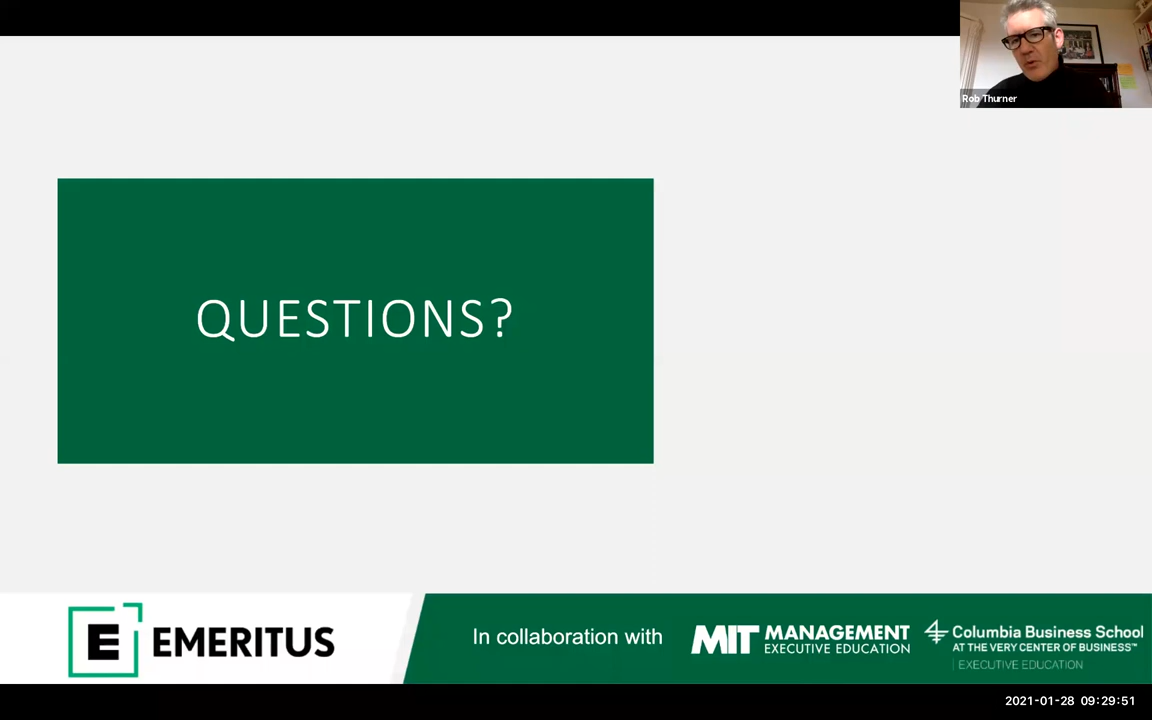 Rob Thurner
QUESTIONS?
E EMERITUS
In collaboration with
MIT MANAGEMENT
EXECUTIVE EDUCATION
Columbia Business School
AT THE VERY CENTER OF BUSINESS™
EXECUTIVE EDUCATION
2021-01-28 09:29:51